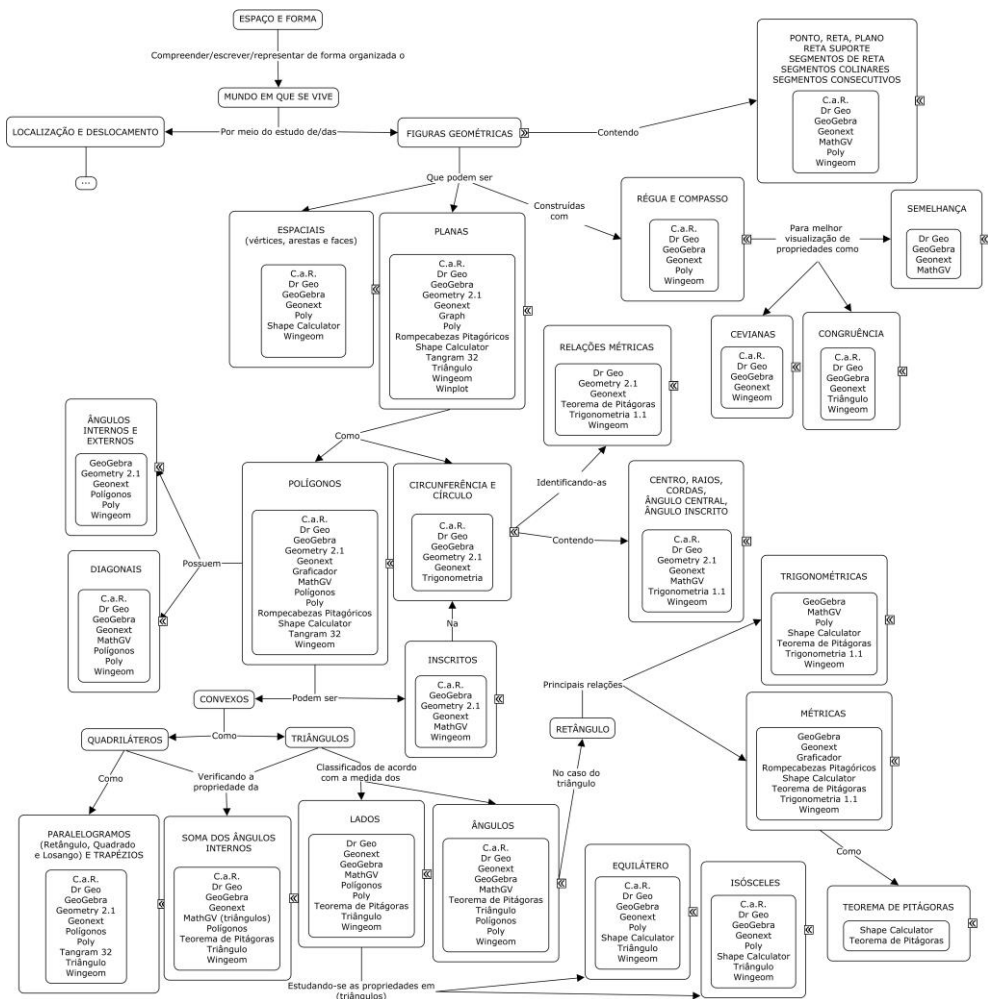 ESPAÇO E FORMA
Compreender/escrever/representar de forma organizada o
MUNDO EM QUE SE VIVE
LOCALIZAÇÃO E DESLOCAMENTO
Por meio do estudo de/das
FIGURAS GEOMÉTRICAS
Contendo
...
PONTO, RETA, PLANO
RETA SUPORTE
SEGMENTOS DE RETA
SEGMENTOS COLINARES
SEGMENTOS CONSECUTIVOS
C.a.R.
Dr Geo
GeoGebra
Geonext
MathGV
Poly
Wingeom
Que podem ser
Construídas
com
ESPACIAIS
(vértices, arestas e faces)
C.a.R.
Dr Geo
GeoGebra
Geonext
Poly
Shape Calculator
Wingeom
PLANAS
C.a.R.
Dr Geo
GeoGebra
Geometry 2.1
Geonext
Graph
Poly
Rompecabezas Pitagóricos
Shape Calculator
Tangram 32
Triângulo
Wingeom
Winplot
RÉGUA E COMPASSO
C.a.R.
Dr Geo
GeoGebra
Geonext
Poly
Wingeom
Para melhor
visualização de
propriedades como
SEMELHANÇA
Dr Geo
GeoGebra
Geonext
MathGV
CEVIANAS
C.a.R.
Dr Geo
GeoGebra
Geonext
Wingeom
CONGRUÊNCIA
C.a.R.
Dr Geo
GeoGebra
Geonext
Triângulo
Wingeom
RELAÇÕES MÉTRICAS
Dr Geo
Geometry 2.1
Geonext
Teorema de Pitágoras
Trigonometria 1.1
Wingeom
Como
ÂNGULOS
INTERNOS E
EXTERNOS
GeoGebra
Geometry 2.1
Geonext
Polígonos
Poly
Wingeom
POLÍGONOS
C.a.R.
Dr Geo
GeoGebra
Geometry 2.1
Geonext
Graficador
MathGV
Polígonos
Poly
Rompecabezas Pitagóricos
Shape Calculator
Tangram 32
Wingeom
CIRCUNFERÊNCIA E
CÍRCULO
C.a.R.
Dr Geo
GeoGebra
Geometry 2.1
Geonext
Trigonometria
Identificando-as
Contendo
CENTRO, RAIOS,
CORDAS,
ÂNGULO CENTRAL,
ÂNGULO INSCRITO
C.a.R.
Dr Geo
Geometry 2.1
Geonext
MathGV
Trigonometria 1.1
Wingeom
Possuem
DIAGONAIS
C.a.R.
Dr Geo
GeoGebra
Geonext
MathGV
Polígonos
Poly
Wingeom
Na
INSCRITOS
C.a.R.
GeoGebra
Geometry 2.1
Geonext
MathGV
Wingeom
TRIGONOMÉTRICAS
GeoGebra
MathGV
Poly
Shape Calculator
Teorema de Pitágoras
Trigonometria 1.1
Wingeom
Principais relações
CONVEXOS
Podem ser
RETÂNGULO
MÉTRICAS
GeoGebra
Geonext
Graficador
Rompecabezas Pitagóricos
Shape Calculator
Teorema de Pitágoras
Trigonometria 1.1
Wingeom
QUADRILÁTEROS
Como
TRIÂNGULOS
Como
Verificando a
propriedade da
Classificados de acordo
com a medida dos
No caso do
triângulo
PARALELOGRAMOS
(Retângulo, Quadrado
e Losango) E TRAPÉZIOS
C.a.R.
Dr Geo
GeoGebra
Geometry 2.1
Geonext
Polígonos
Poly
Tangram 32
Triângulo
Wingeom
SOMA DOS ÂNGULOS
INTERNOS
C.a.R.
Dr Geo
GeoGebra
Geonext
MathGV (triângulos)
Polígonos
Teorema de Pitágoras
Triângulo
Wingeom
LADOS
Dr Geo
Geonext
GeoGebra
MathGV
Polígonos
Poly
Teorema de Pitágoras
Triângulo
Wingeom
ÂNGULOS
C.a.R.
Dr Geo
Geonext
GeoGebra
MathGV
Teorema de Pitágoras
Triângulo
Polígonos
Poly
Wingeom
EQUILÁTERO
C.a.R.
Dr Geo
GeoGebra
Geonext
Poly
Shape Calculator
Triângulo
Wingeom
ISÓSCELES
C.a.R.
Dr Geo
GeoGebra
Geonext
Poly
Shape Calculator
Triângulo
Wingeom
Como
TEOREMA DE PITÁGORAS
Shape Calculator
Teorema de Pitágoras
Estudando-se as propriedades em
(triângulos)